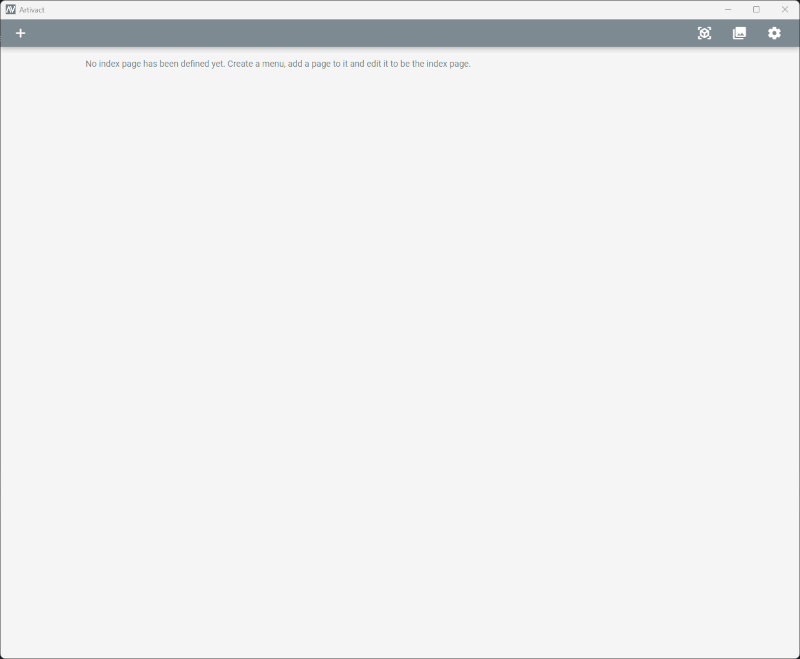 Artivact
No index page has been defined yet. Create a menu, add a page to it and edit it to be the index page.